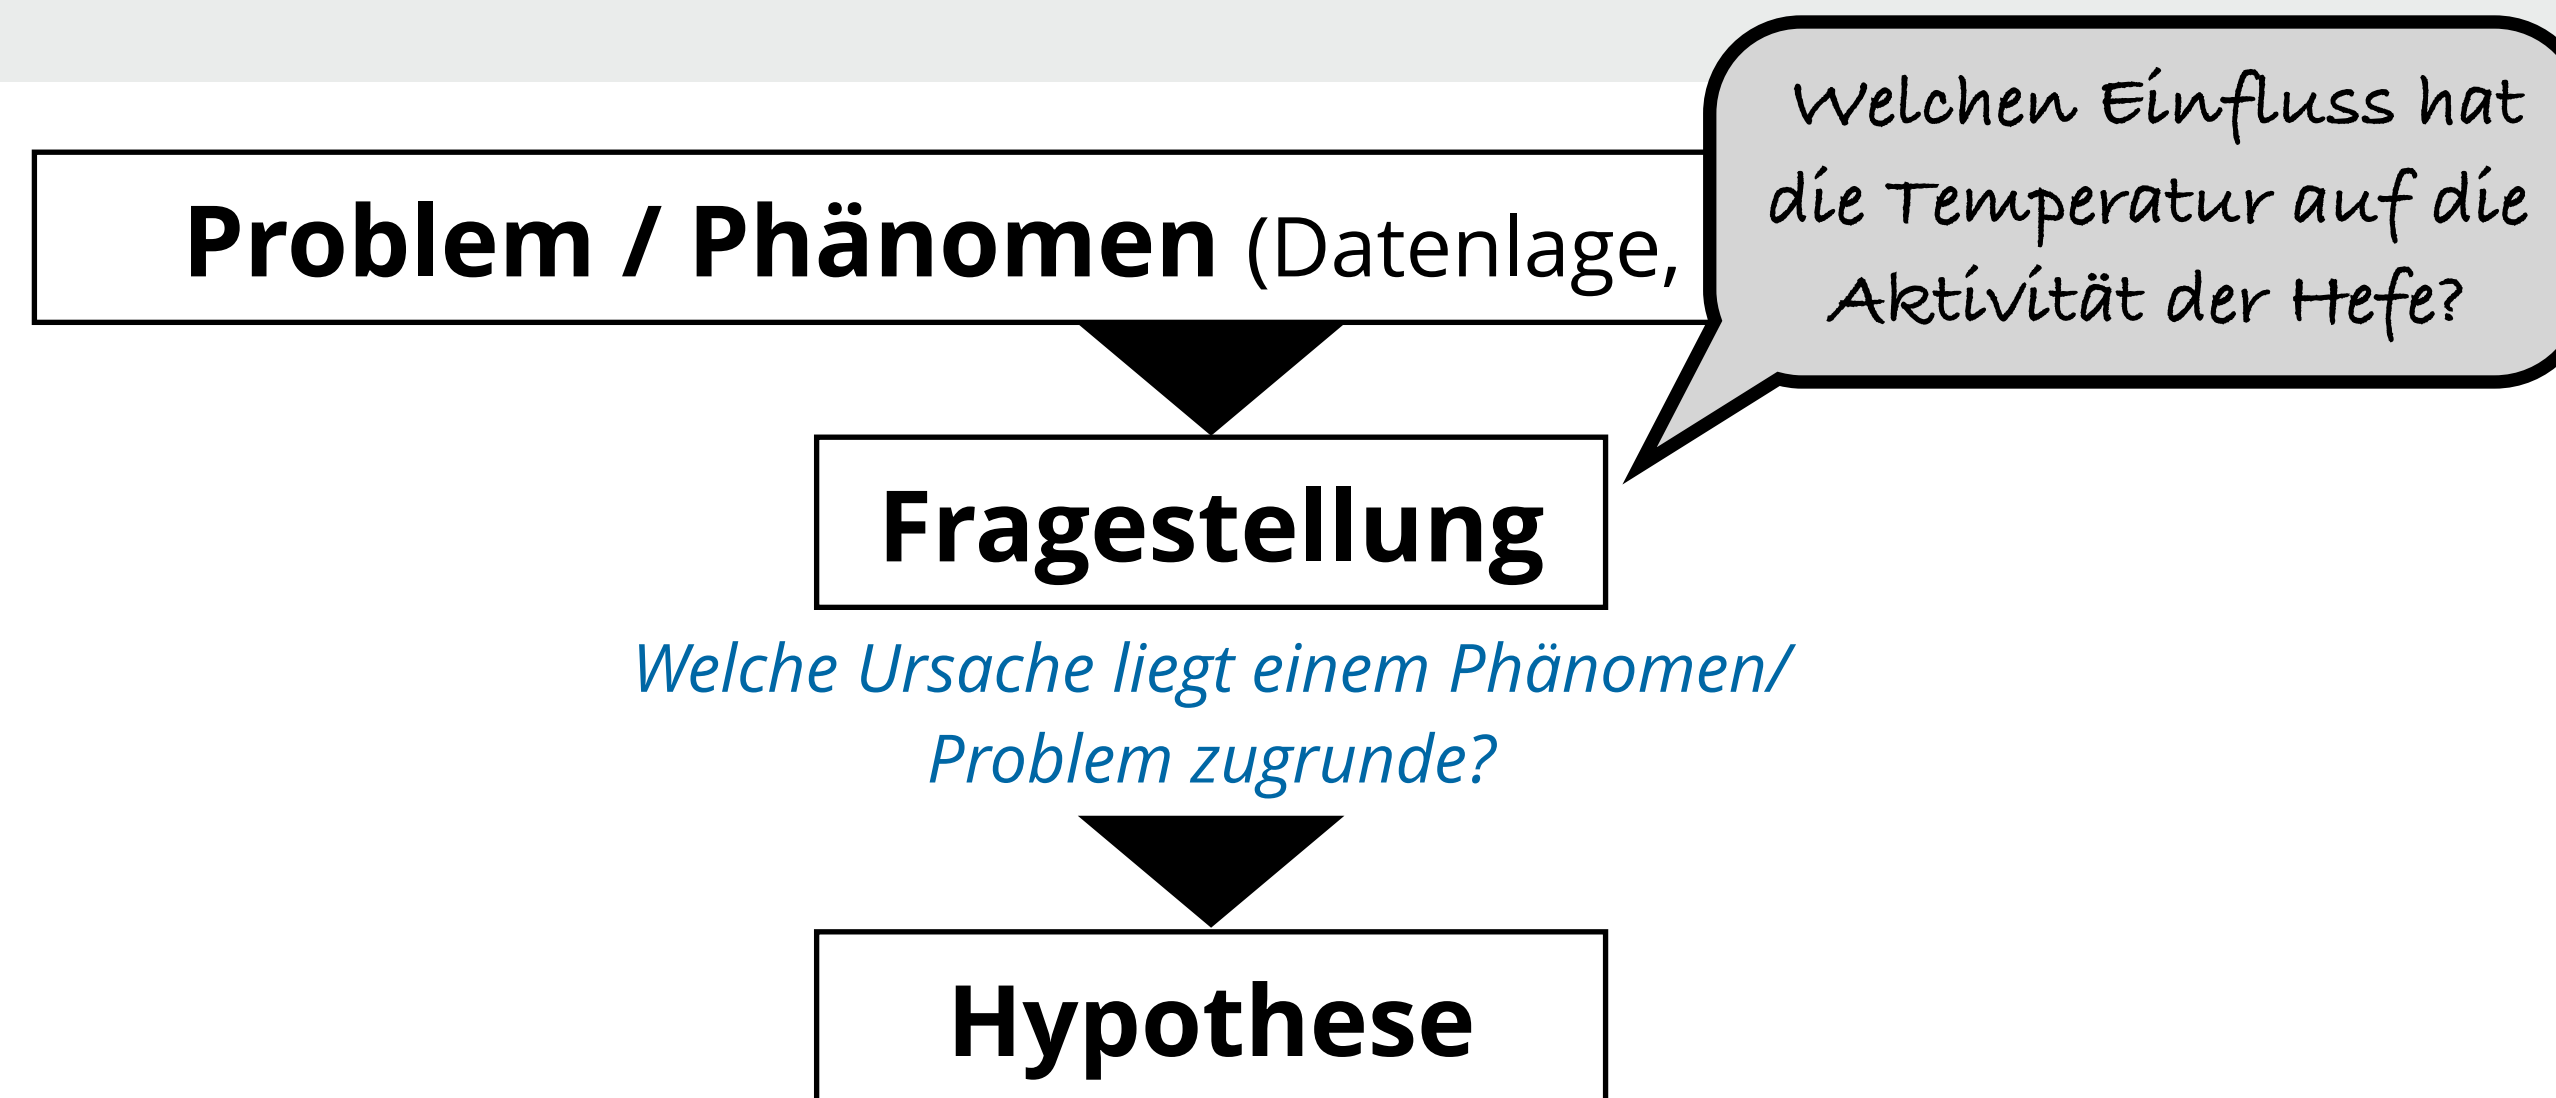 Welchen Einfluss hat
die Temperatur auf die
Aktivität der Hefe?
Problem / Phänomen (Datenlage,
Fragestellung
Welche Ursache liegt einem Phänomen/
Problem zugrunde?
Hypothese